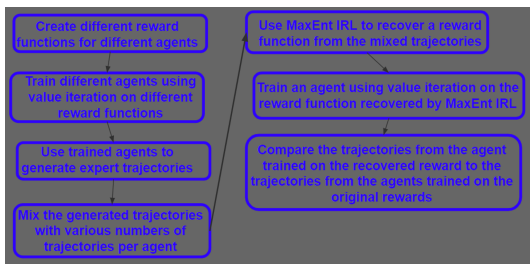 Create different reward
functions for different agents
Train different agents using
value iteration on different
reward functions
Use trained agents to
generate expert trajectories
Mix the generated trajectories
with various numbers of
trajectories per agent
Use MaxEnt IRL to recover a reward
function from the mixed trajectories
Train an agent using value iteration on the
reward function recovered by MaxEnt IRL
Compare the trajectories from the agent
trained on the recovered reward to the
trajectories from the agents trained on the
original rewards